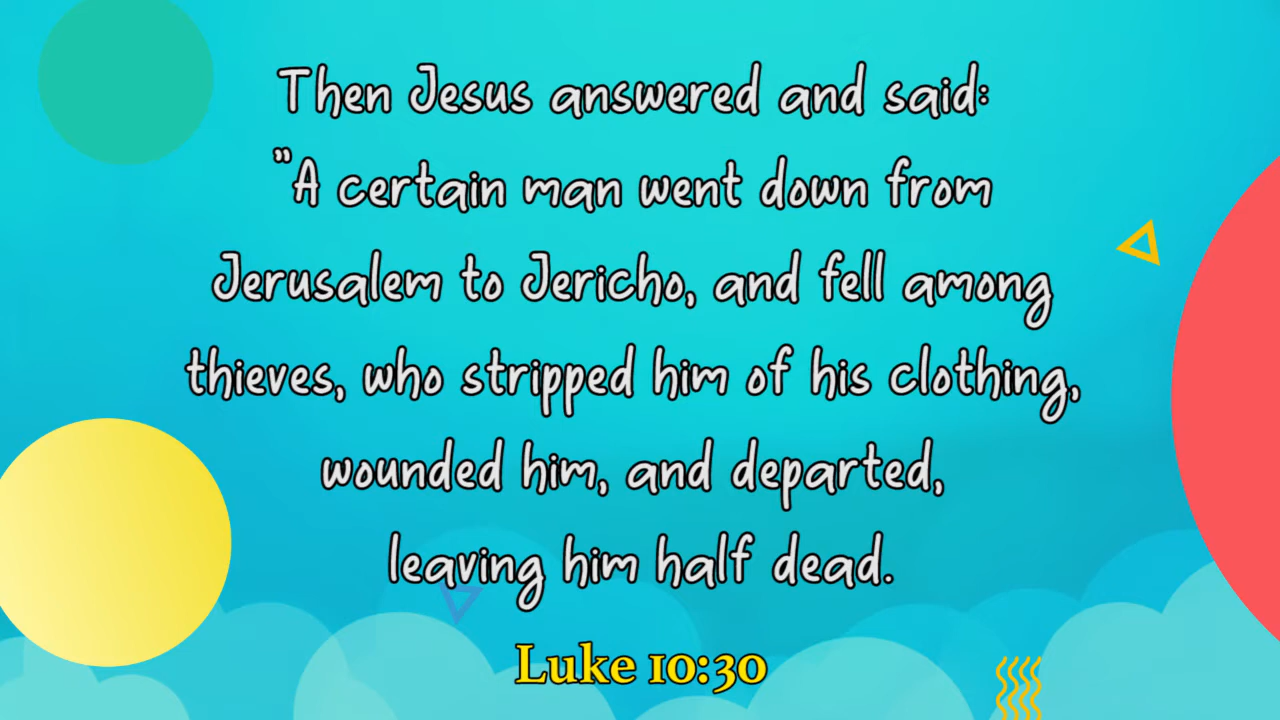 Then Jesus answered and said:
"A certain man went down from
Jerusalem to Jericho, and fell among
thieves, who stripped him of his clothing,
wounded him, and departed,
leaving him half dead.
Luke 10:30